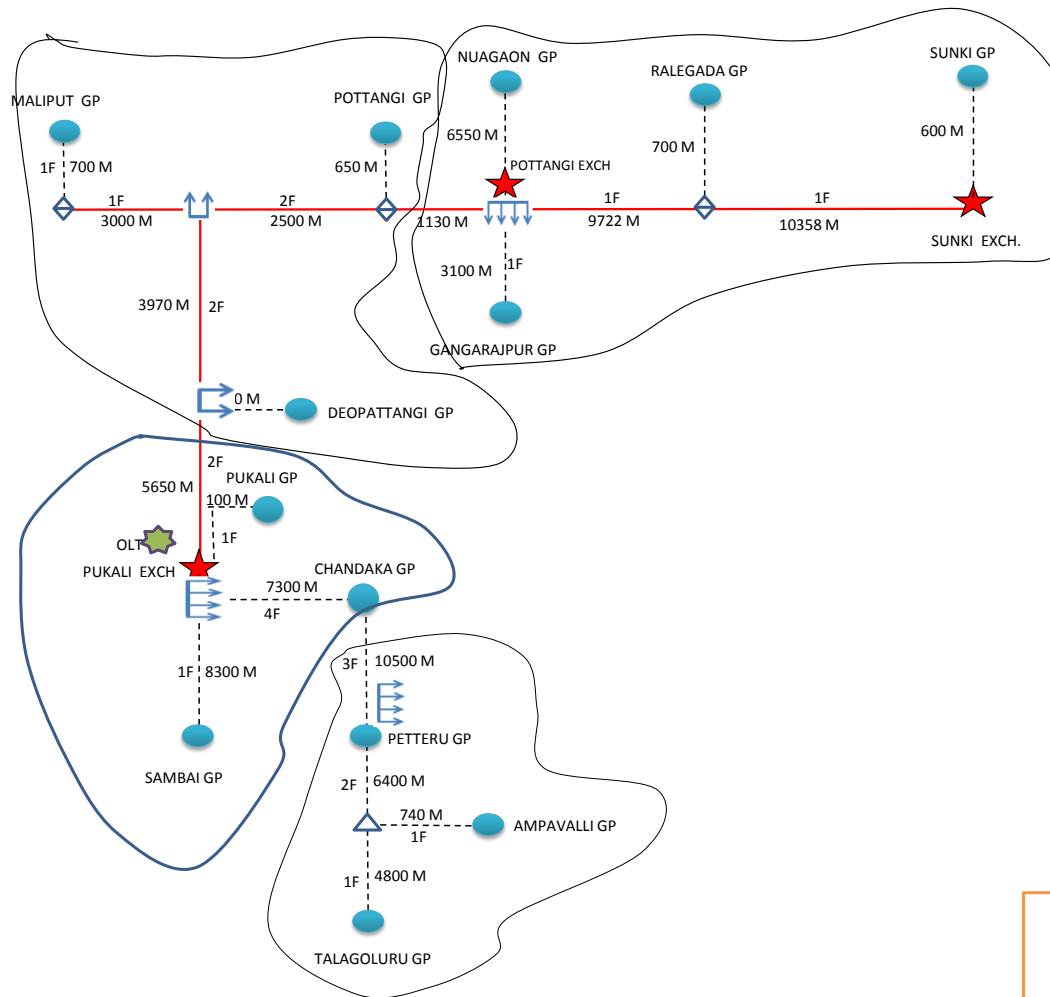 NUAGAON GP
RALEGADA GP
SUNKI GP
MALIPUT GP
POTTANGI GP
6550 M
700 M
600 M
1F 700 M
650 M
POTTANGI EXCH
1F
3000 M
2F
2500 M
1130 M
1F
9722 M
1F
10358 M
SUNKI EXCH.
3100 M
1F
3970 M
2F
GANGARAJPUR GP
0 M
DEOPATTANGI GP
2F
PUKALI GP
5650 M
100 M
1F
OLT
PUKALI EXCH
CHANDAKA GP
7300 M
4F
1F 8300 M
3F 10500 M
PETTERU GP
SAMBAI GP
2F 6400 M
740 M
1F
AMPAVALLI GP
1F 4800 M
TALAGOLURU GP